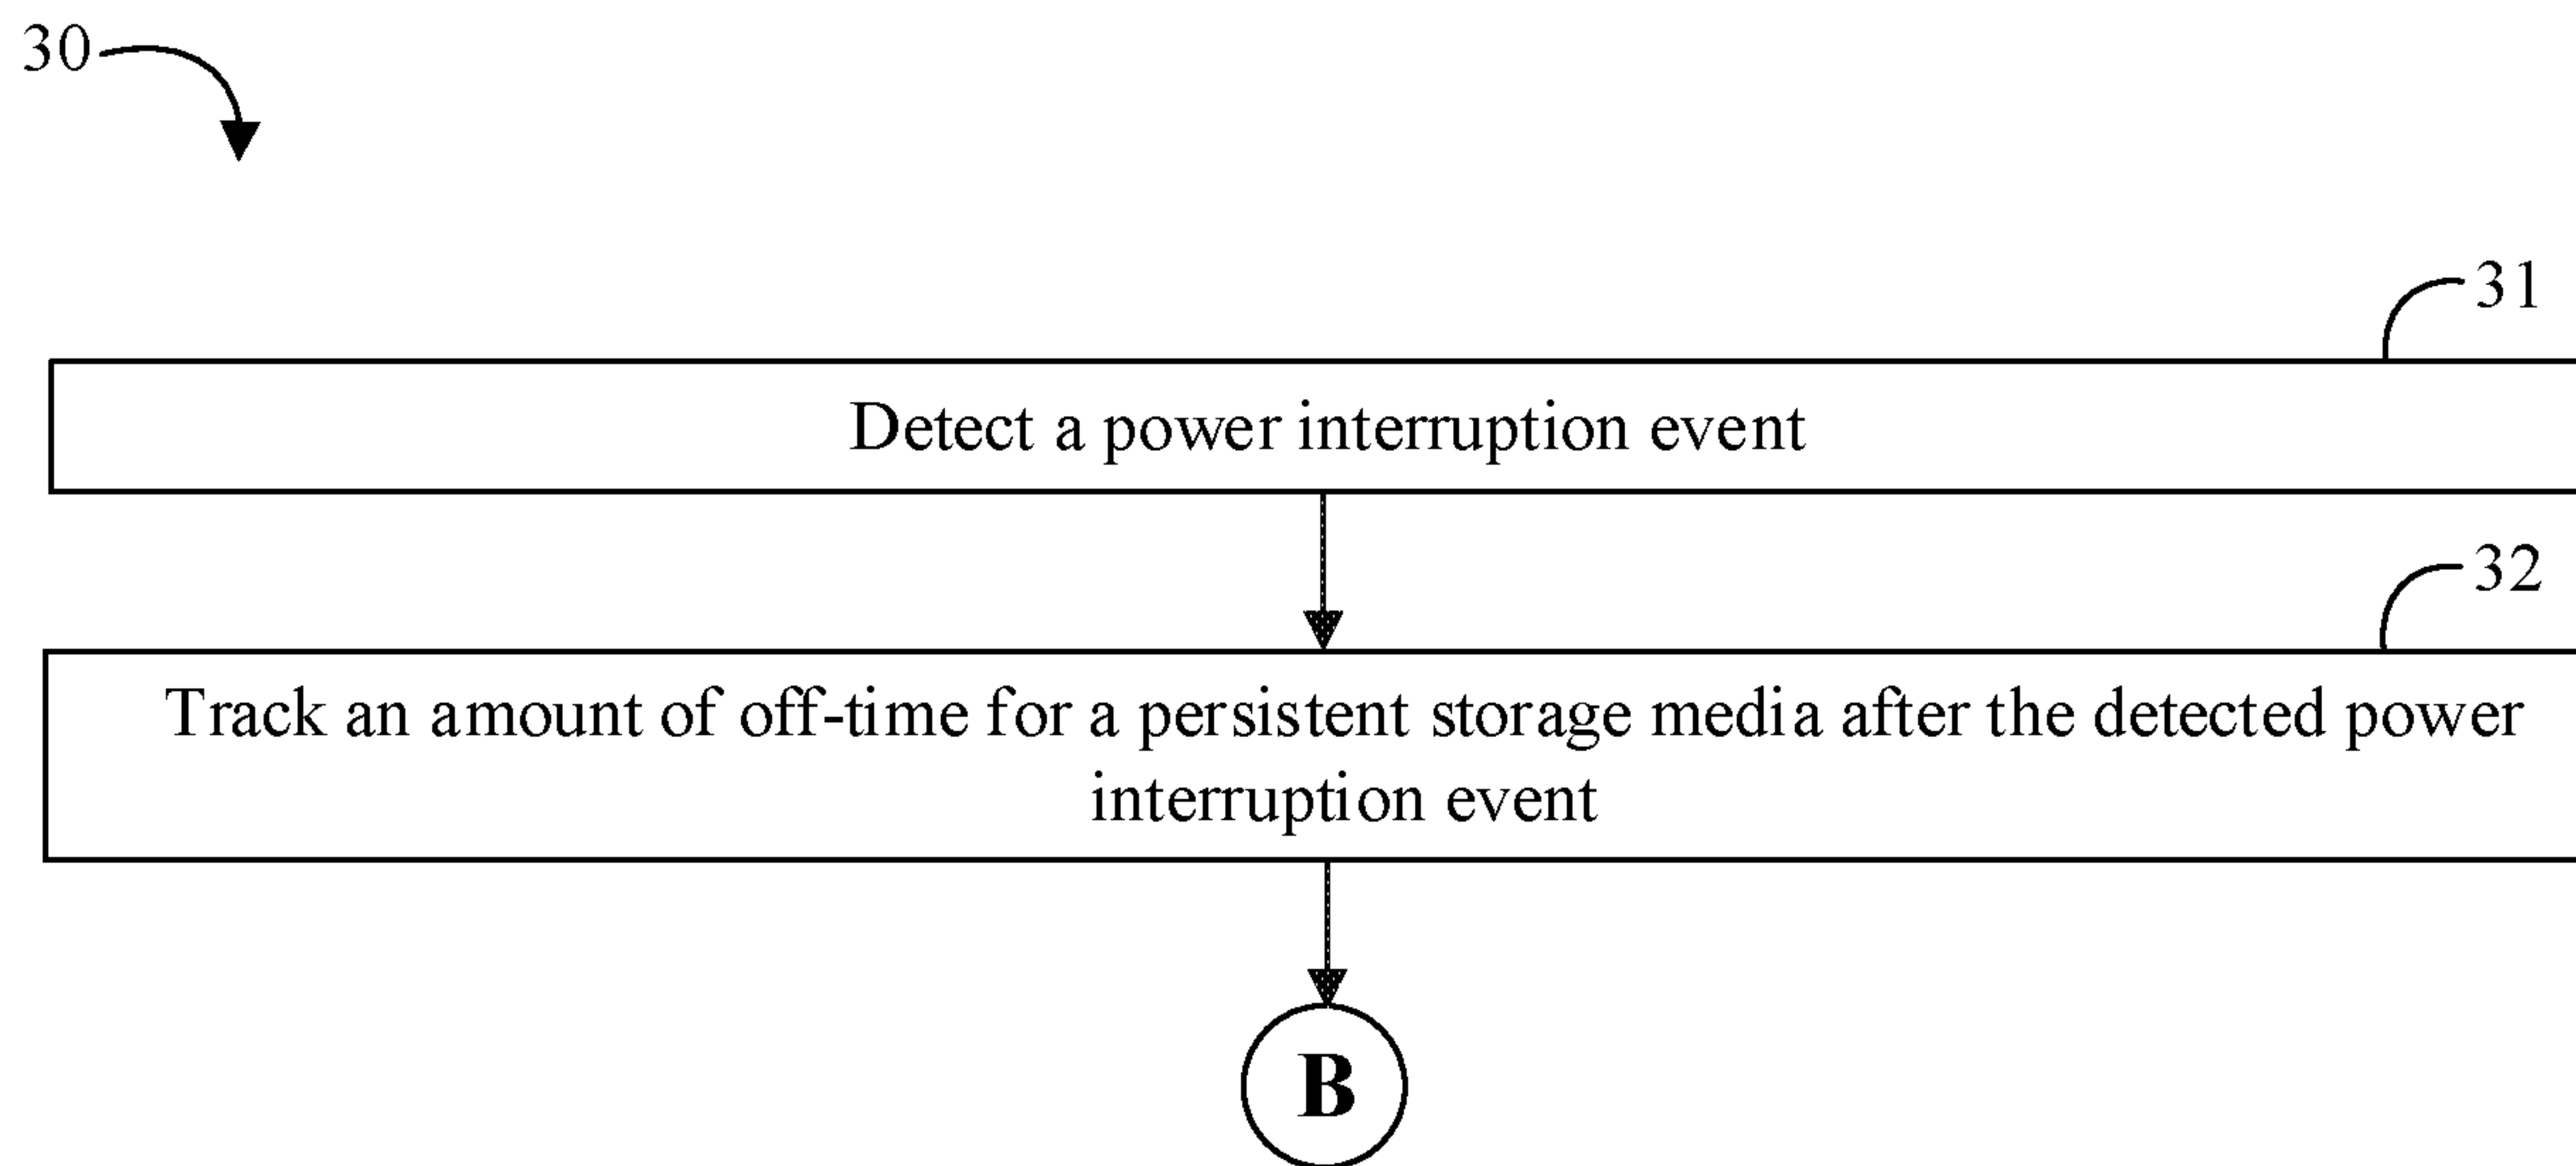 30
31
Detect a power interruption event
32
Track an amount of off-time for a persistent storage media after the detected power
interruption event
B